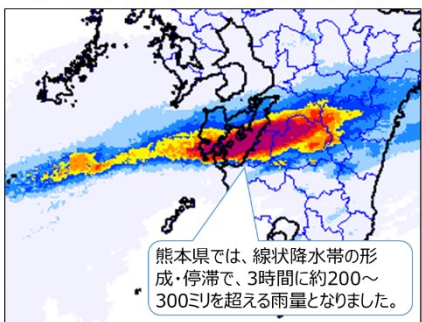 熊本県では、線状降水帯の形
成・停滞で、3時間に約200～
300ミリを超える雨量となりました。